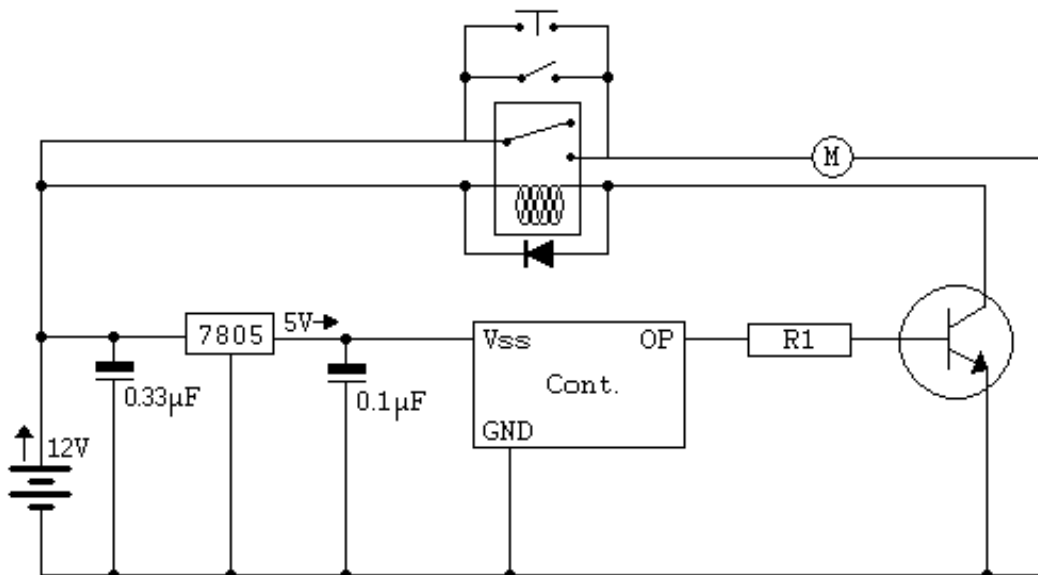 M
5V
7805
Vss
OP
R1
0.33µF
0.1µF
Cont.
GND
12V